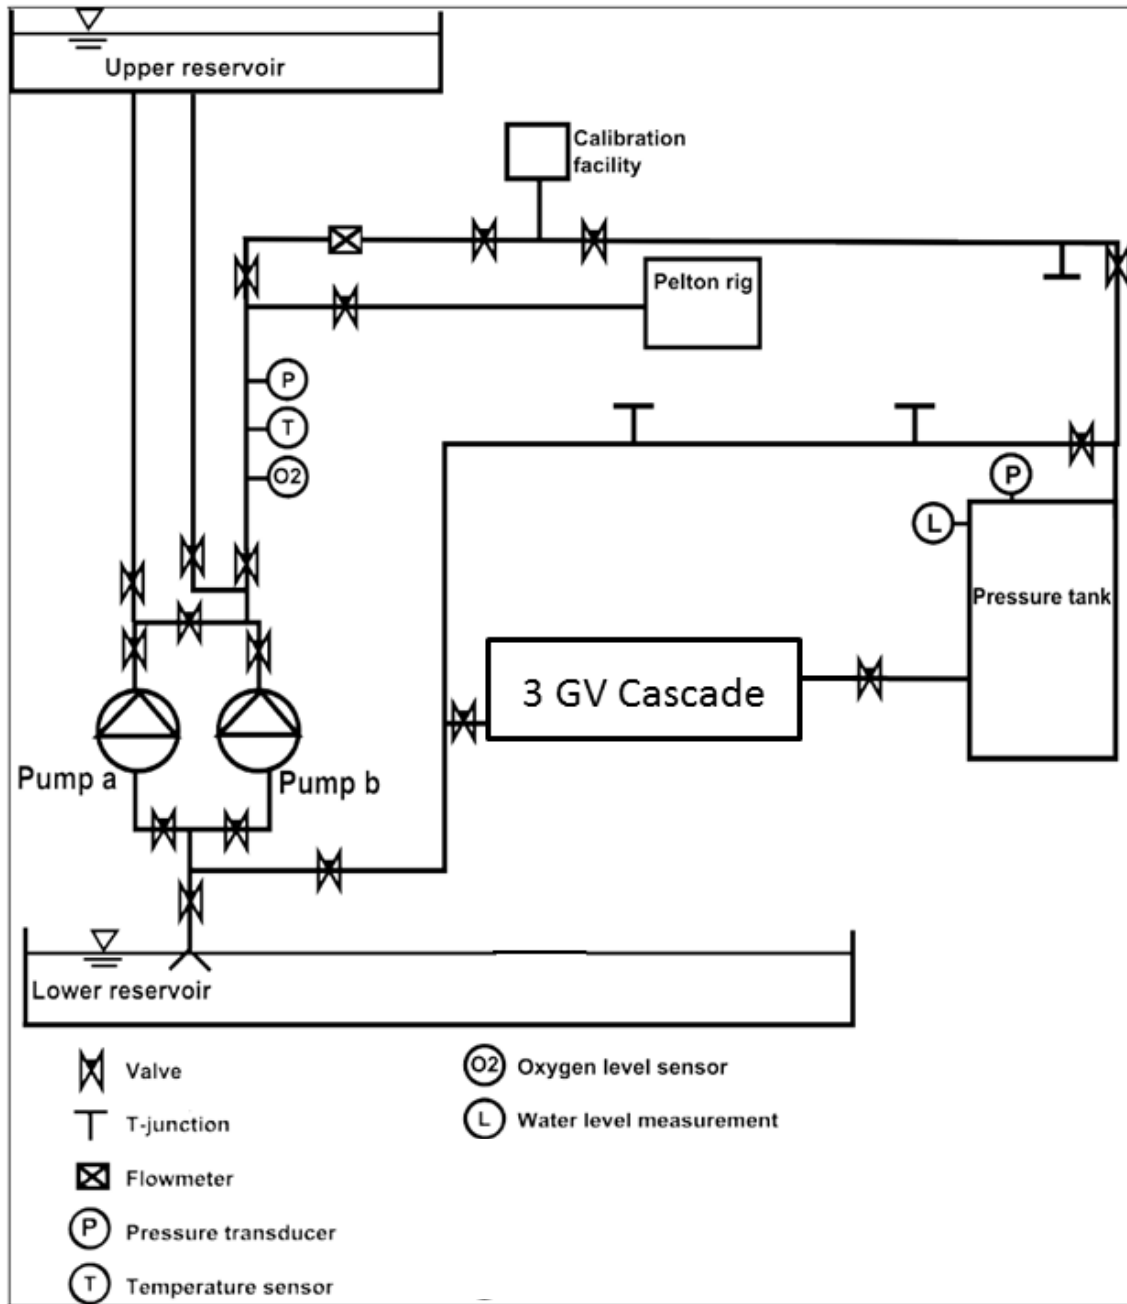 Upper reservoir
Calibration
facility
Pelton rig
P
T
O2
P
L
Pressure tank
3 GV Cascade
Pump a
Pump b
Lower reservoir
Valve
T-junction
Flowmeter
P Pressure transducer
T Temperature sensor
O2 Oxygen level sensor
L Water level measurement